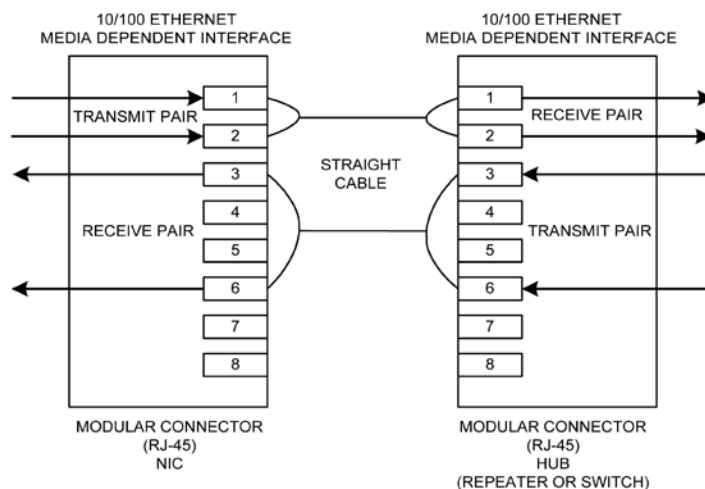 10/100 ETHERNET
MEDIA DEPENDENT INTERFACE
1
TRANSMIT PAIR
2
3
4
RECEIVE PAIR
5
6
7
8
MODULAR CONNECTOR
(RJ-45)
NIC
STRAIGHT
CABLE
10/100 ETHERNET
MEDIA DEPENDENT INTERFACE
1
RECEIVE PAIR
2
3
4
TRANSMIT PAIR
5
6
7
8
MODULAR CONNECTOR
(RJ-45)
HUB
(REPEATER OR SWITCH)